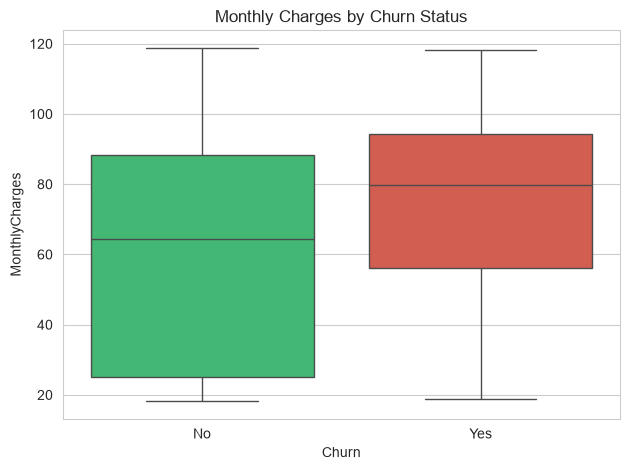 Monthly Charges by Churn Status
MonthlyCharges
120
100
80
60
40
20
No
Yes
Churn